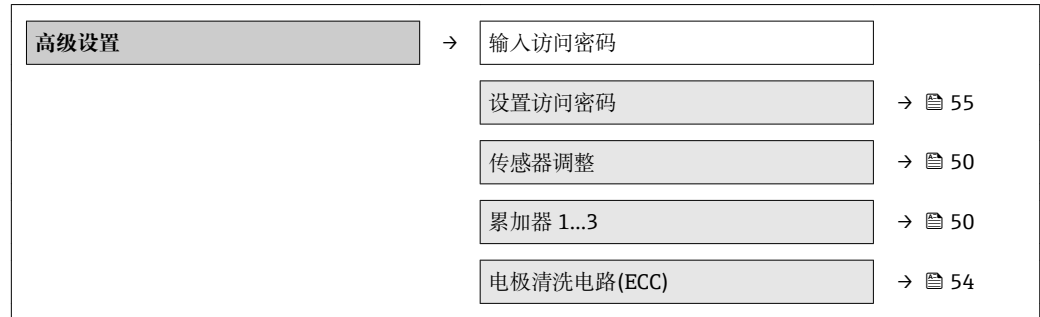 高级设置 → 输入访问密码
设置访问密码 → 55
传感器调整 → 50
累加器 1...3 → 50
电极清洗电路(ECC) → 54